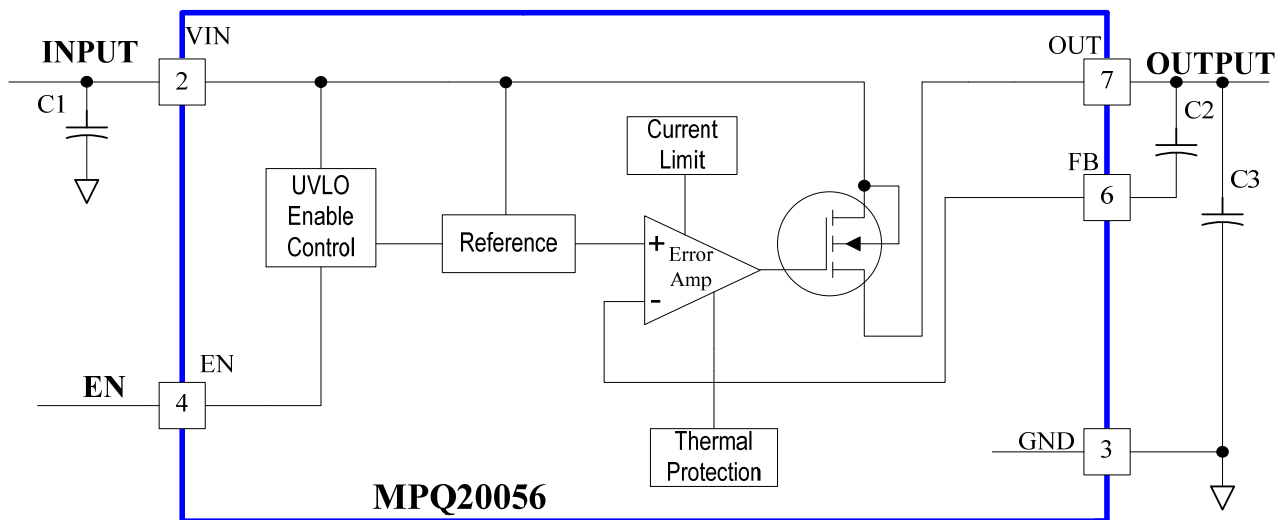 VIN
INPUT
2
C1
OUT
7
OUTPUT
C2
FB
6
C3
Current
Limit
UVLO
Enable
Control
Reference
+
Error
Amp
-
EN
EN
4
Thermal
Protection
GND
3
MPQ20056